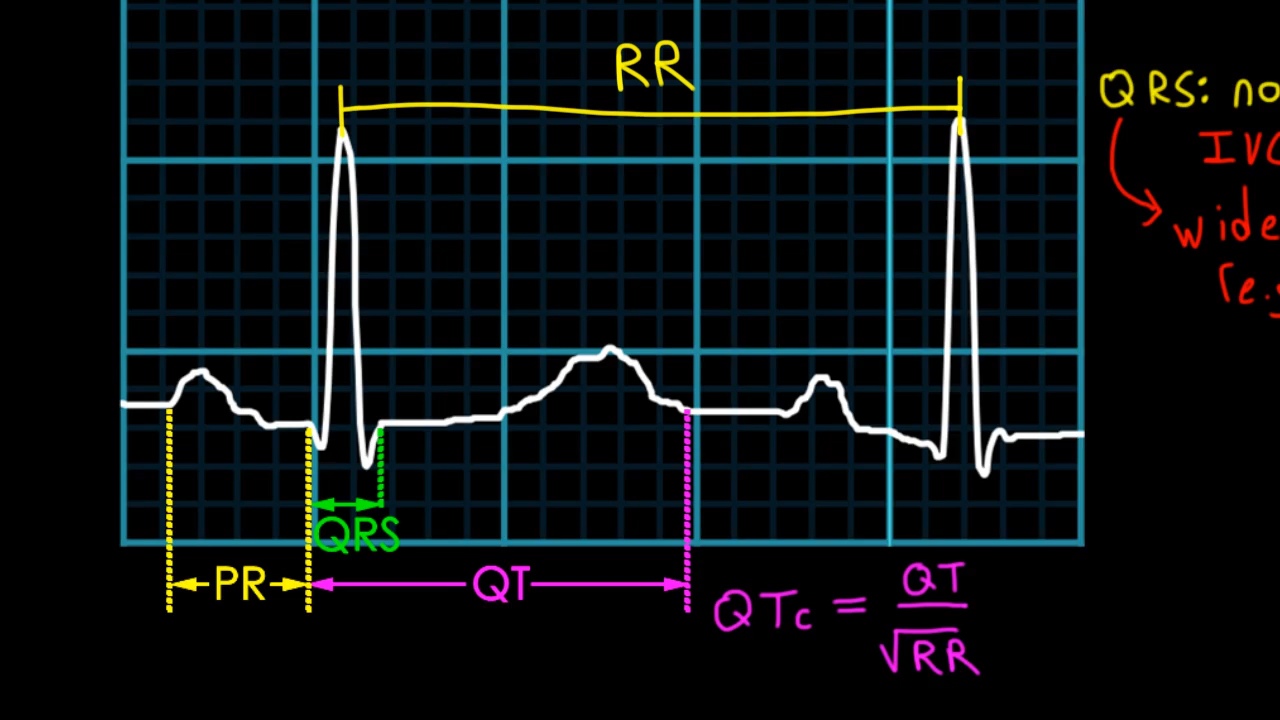 RR
QRS: no
IVC
wide
(e.g
QRS
PR
QT
QTc = QT / √RR